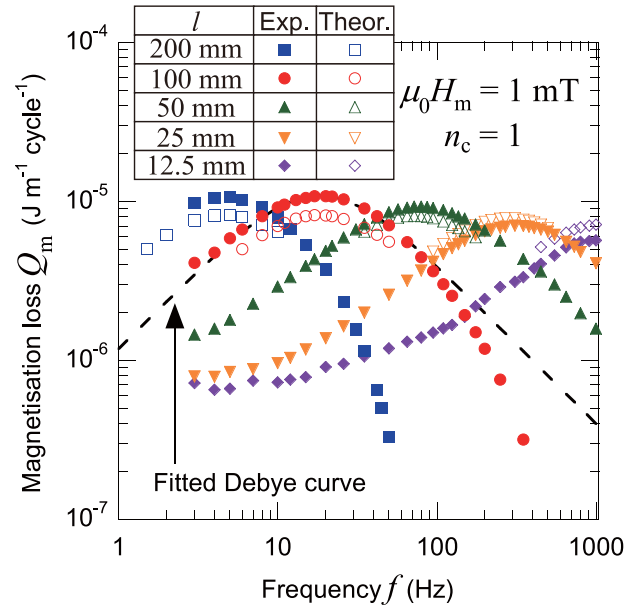 l Exp. Theor.
200 mm
100 mm
50 mm
25 mm
12.5 mm
μ₀Hₘ = 1 mT
n_c = 1
Magnetisation loss Qₘ (J m⁻¹ cycle⁻¹)
10⁻⁴
10⁻⁵
10⁻⁶
10⁻⁷
Fitted Debye curve
1 10 100 1000
Frequency f (Hz)